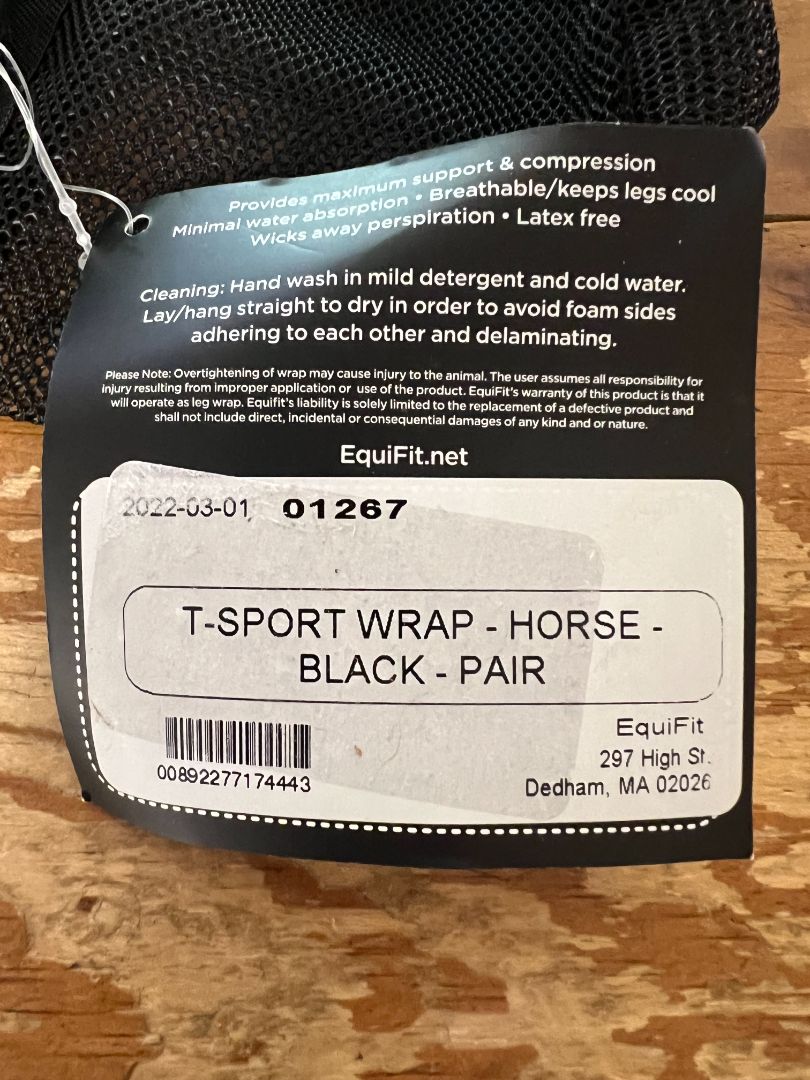 Provides maximum support & compression
Minimal water absorption • Breathable/keeps legs cool
Wicks away perspiration • Latex free
Cleaning: Hand wash in mild detergent and cold water.
Lay/hang straight to dry in order to avoid foam sides
adhering to each other and delaminating.
Please Note: Overtightening of wrap may cause injury to the animal. The user assumes all responsibility for
injury resulting from improper application or use of the product. EquiFit's warranty of this product is that it
will operate as leg wrap. Equifit's liability is solely limited to the replacement of a defective product and
shall not include direct, incidental or consequential damages of any kind and or nature.
EquiFit.net
2022-03-01 01267
T-SPORT WRAP - HORSE -
BLACK - PAIR
EquiFit
297 High St.
Dedham, MA 02026
00892277174443